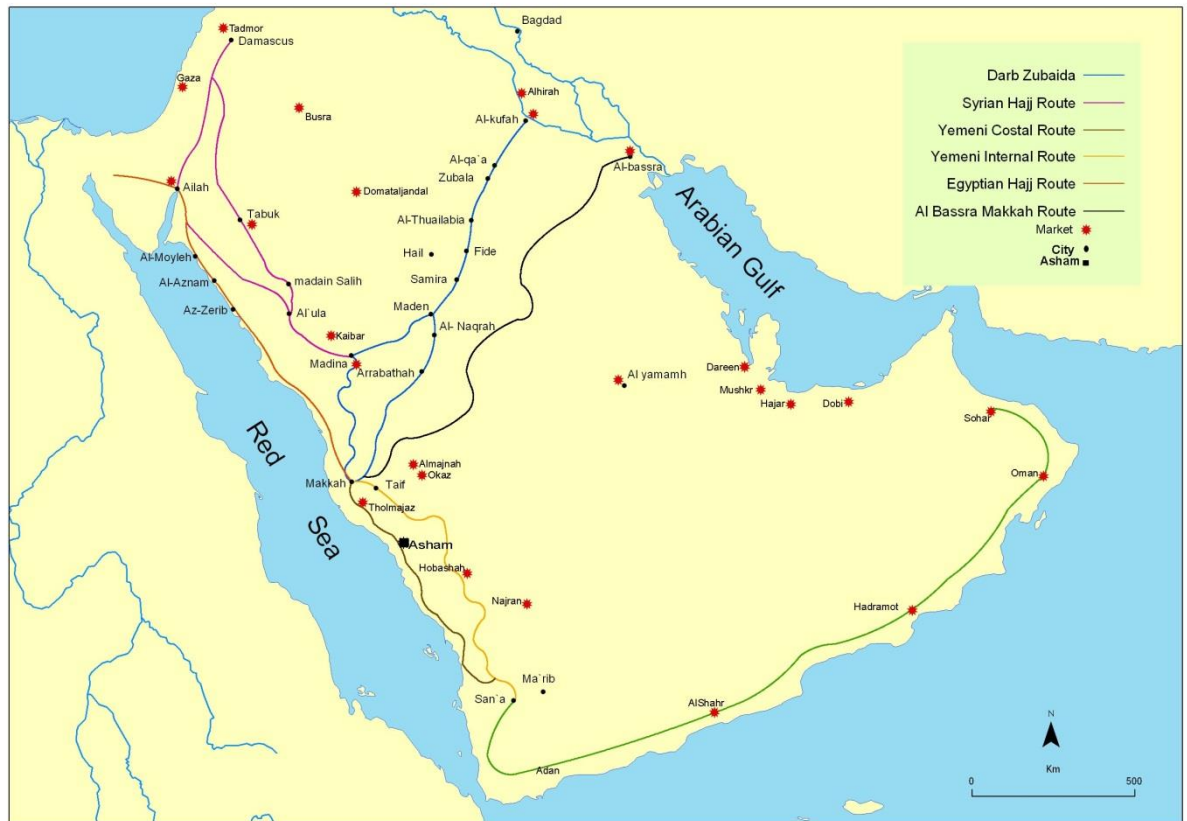 Bagdad
Tadmor
Damascus
Gaza
Busra
Alhirah
Al-kufah
Al-bassra
Al-qa`a
Zubala
Domataljandal
Ailah
Tabuk
Al-Thuailabia
Hail
Fide
Al-Moyleh
Al-Aznam
Az-Zerib
madain Salih
Al`ula
Samira
Maden
Al- Naqrah
Kaibar
Madina
Arrabathah
Arabian Gulf
Al yamamh
Dareen
Mushkr
Hajar
Dobi
Sohar
Oman
Red
Sea
Almajnah
Okaz
Makkah
Taif
Tholmajaz
Asham
Hobashah
Najran
Hadramot
Ma`rib
San`a
AlShahr
Adan
Darb Zubaida
Syrian Hajj Route
Yemeni Costal Route
Yemeni Internal Route
Egyptian Hajj Route
Al Bassra Makkah Route
Market
City
Asham
N
Km
0 500